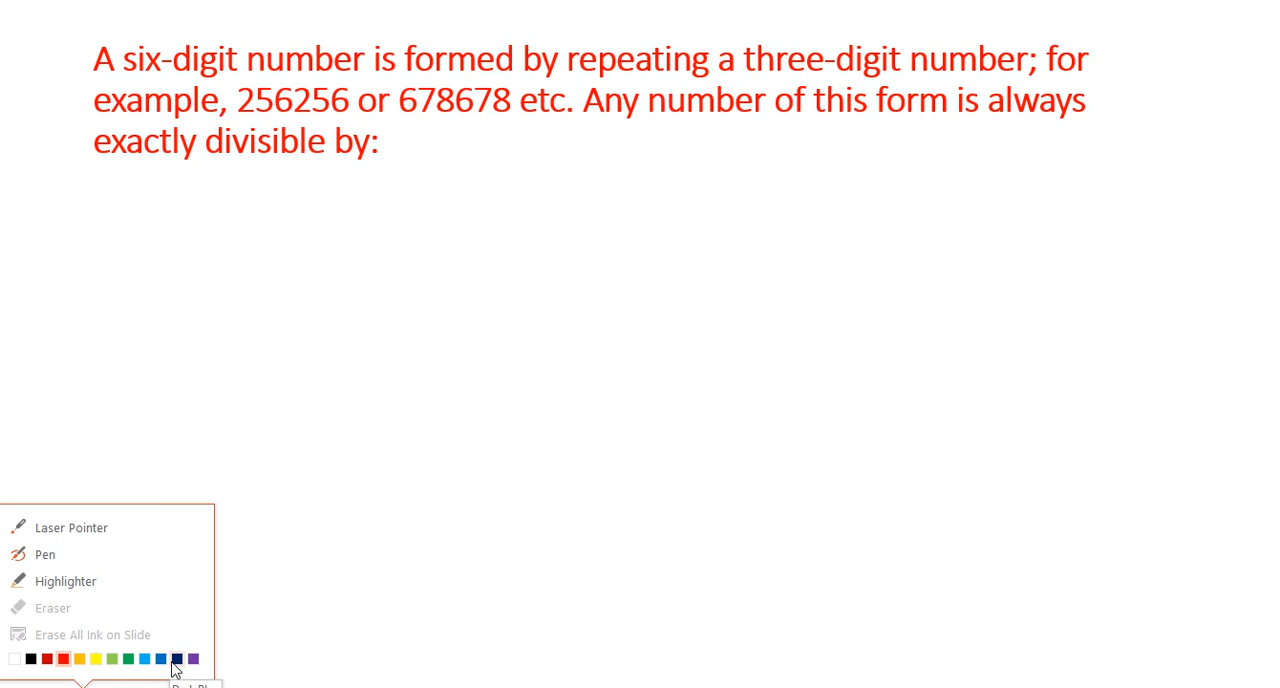 A six-digit number is formed by repeating a three-digit number; for
example, 256256 or 678678 etc. Any number of this form is always
exactly divisible by:
Laser Pointer
Pen
Highlighter
Eraser
Erase All Ink on Slide